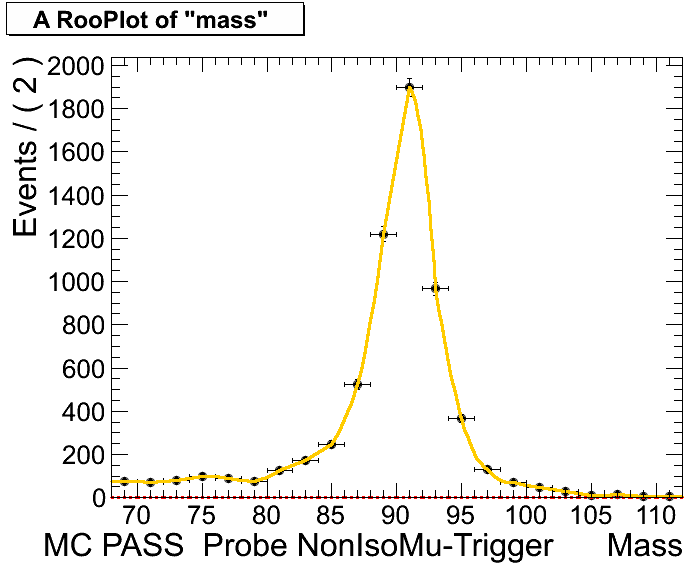 A RooPlot of "mass"
Events / ( 2 )
2000
1800
1600
1400
1200
1000
800
600
400
200
0
70 75 80 85 90 95 100 105 110
MC PASS Probe NonIsoMu-Trigger Mass